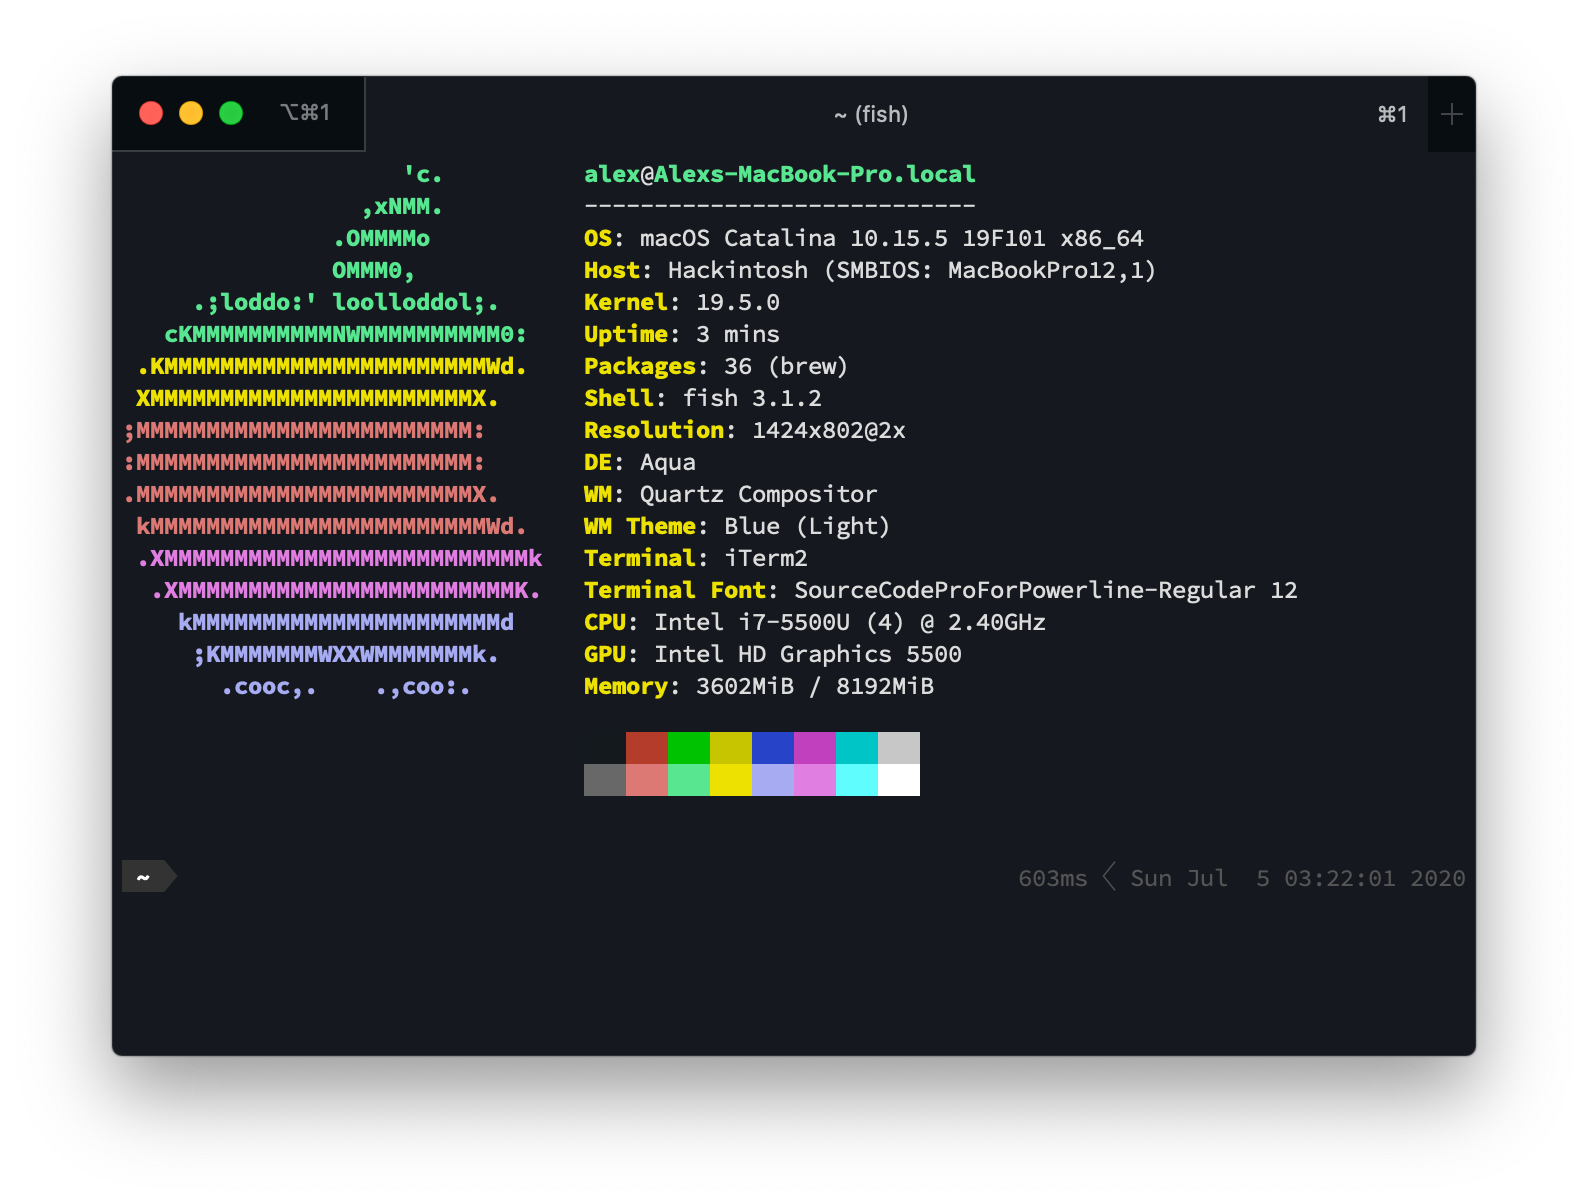 ⌥⌘1 ~ (fish) ⌘1 +
'c. alex@Alexs-MacBook-Pro.local
,xNMM. ----------------------------
.OMMMMo OS: macOS Catalina 10.15.5 19F101 x86_64
OMMM0, Host: Hackintosh (SMBIOS: MacBookPro12,1)
.;loddo:' loolloddol;. Kernel: 19.5.0
cKMMMMMMMMMMNWMMMMMMMMMM0: Uptime: 3 mins
.KMMMMMMMMMMMMMMMMMMMMMMMWd. Packages: 36 (brew)
XMMMMMMMMMMMMMMMMMMMMMMMX. Shell: fish 3.1.2
;MMMMMMMMMMMMMMMMMMMMMMMM: Resolution: 1424x802@2x
:MMMMMMMMMMMMMMMMMMMMMMMM: DE: Aqua
.MMMMMMMMMMMMMMMMMMMMMMMMX. WM: Quartz Compositor
kMMMMMMMMMMMMMMMMMMMMMMMMWd. WM Theme: Blue (Light)
.XMMMMMMMMMMMMMMMMMMMMMMMMMMk Terminal: iTerm2
.XMMMMMMMMMMMMMMMMMMMMMMMMK. Terminal Font: SourceCodeProForPowerline-Regular 12
kMMMMMMMMMMMMMMMMMMMMMMd CPU: Intel i7-5500U (4) @ 2.40GHz
;KMMMMMMMWXXWMMMMMMMk. GPU: Intel HD Graphics 5500
.cooc,. .,coo:. Memory: 3602MiB / 8192MiB
~ 603ms Sun Jul 5 03:22:01 2020